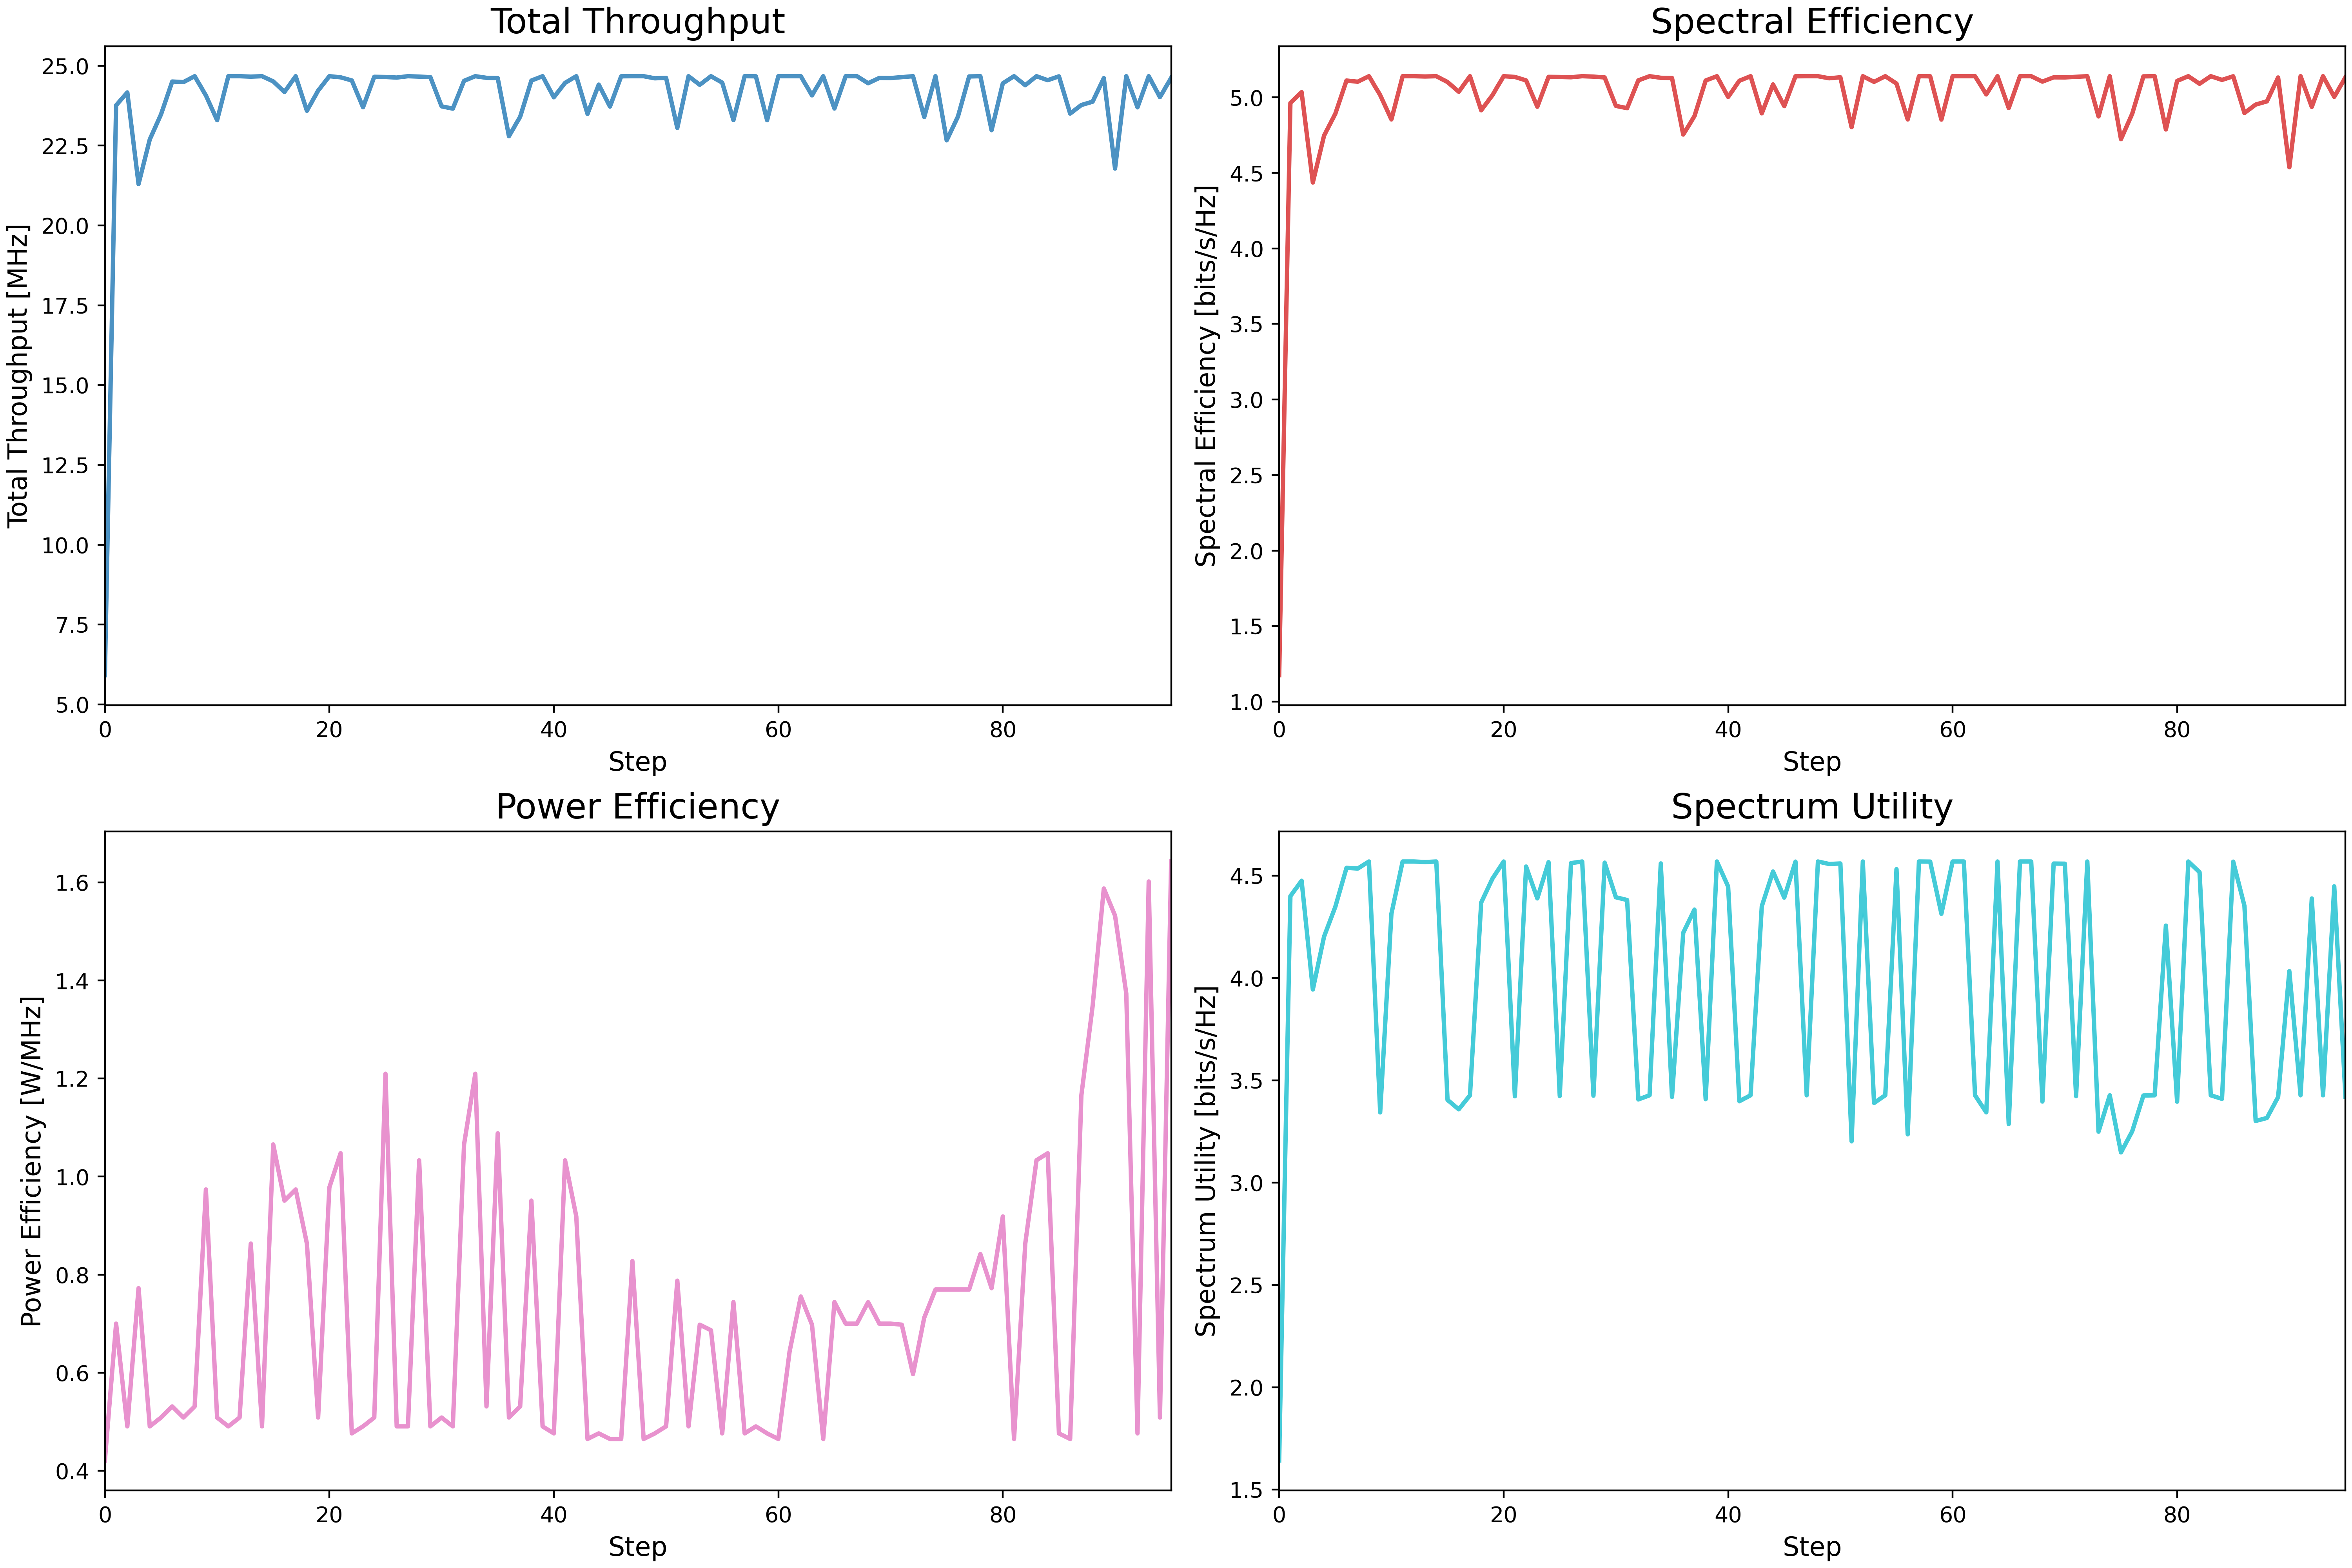 Total Throughput
Total Throughput [MHz]
25.0
22.5
20.0
17.5
15.0
12.5
10.0
7.5
5.0
0 20 40 60 80
Step
Spectral Efficiency
Spectral Efficiency [bits/s/Hz]
5.0
4.5
4.0
3.5
3.0
2.5
2.0
1.5
1.0
0 20 40 60 80
Step
Power Efficiency
Power Efficiency [W/MHz]
1.6
1.4
1.2
1.0
0.8
0.6
0.4
0 20 40 60 80
Step
Spectrum Utility
Spectrum Utility [bits/s/Hz]
4.5
4.0
3.5
3.0
2.5
2.0
1.5
0 20 40 60 80
Step